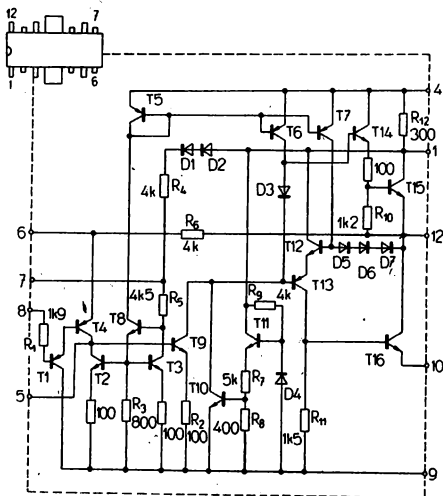 12 7
1 6
T5 T6 T7 T14 R12 300 4
D1 D2 1
4k R4 D3 100 T15
R6 1k2 R10
6 4k T12 12
D5 D6 D7
7 4k T13
8 4k5 R5 R9
1k9 T4 T8 T9 T11
R1 T16
T1 T2 T3 T10 5k R7 D4 10
5
100 R3 800 100 R2 100 400 R8 R11 1k5
9